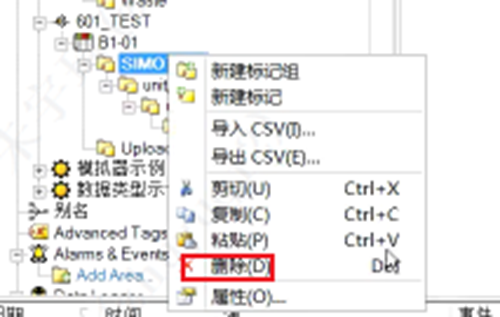 601_TEST
B1-01
SIMO
新建标记组
unit
新建标记
导入 CSV(I)...
Upload
导出 CSV(E)...
模拟器示例
剪切(U) Ctrl+X
数据类型示
复制(C) Ctrl+C
别名
粘贴(P) Ctrl+V
Advanced Tags
删除(D) Del
Alarms & Events
Add Area...
属性(O)...
时间
事件